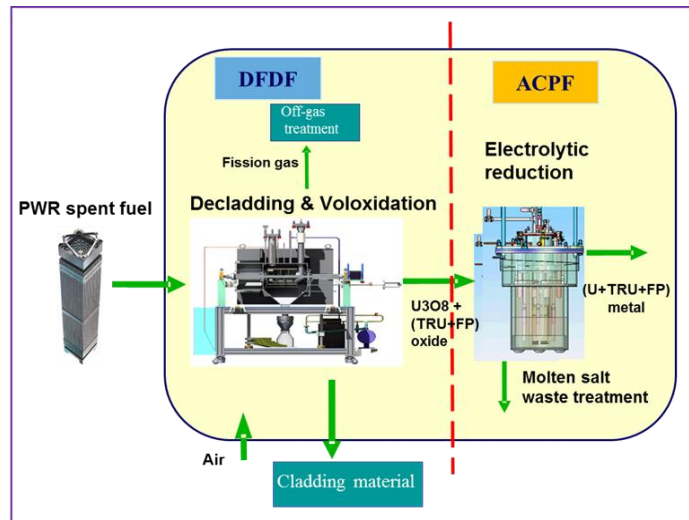 DFDF
ACPF
Off-gas
treatment
Fission gas
Electrolytic
reduction
PWR spent fuel
Decladding & Voloxidation
U3O8 +
(TRU+FP)
oxide
(U+TRU+FP)
metal
Molten salt
waste treatment
Air
Cladding material